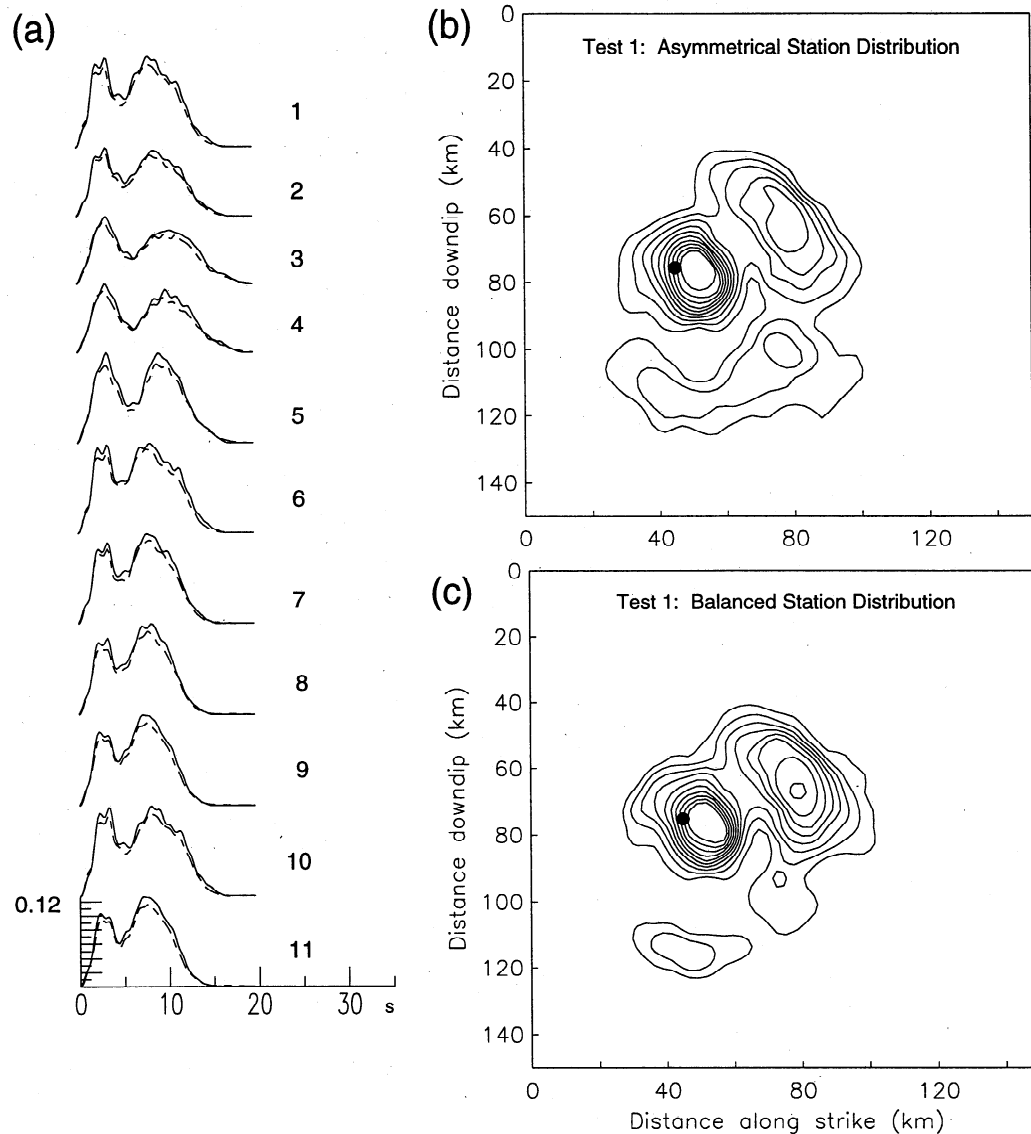 (a)
1
2
3
4
5
6
7
8
9
10
11
0.12
0 10 20 30 s
(b)
Test 1: Asymmetrical Station Distribution
Distance downdip (km)
0
20
40
60
80
100
120
140
0 40 80 120
(c)
Test 1: Balanced Station Distribution
Distance downdip (km)
0
20
40
60
80
100
120
140
0 40 80 120
Distance along strike (km)